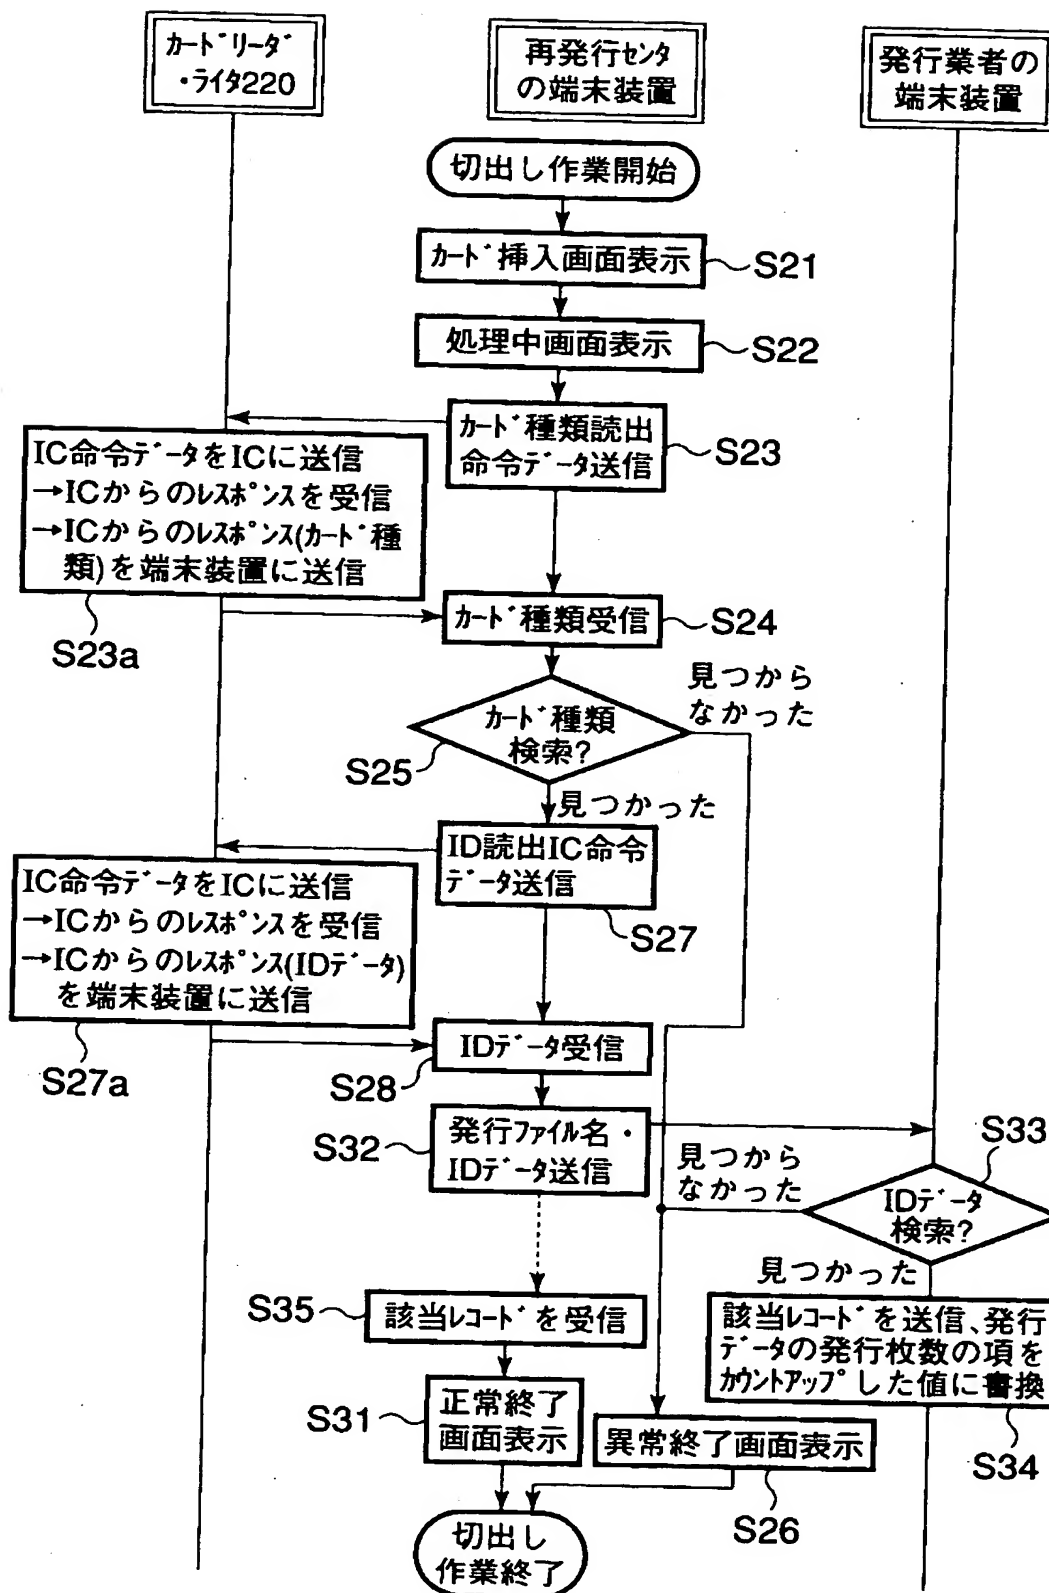 カードリーダ
・ライタ220
再発行センタ
の端末装置
発行業者の
端末装置
切出し作業開始
カード挿入画面表示
S21
処理中画面表示
S22
カード種類読出
命令データ送信
S23
IC命令データをICに送信
→ICからのレスポンスを受信
→ICからのレスポンス(カード種
類)を端末装置に送信
S23a
カード種類受信
S24
カード種類
検索?
S25
見つから
なかった
見つかった
ID読出IC命令
データ送信
S27
IC命令データをICに送信
→ICからのレスポンスを受信
→ICからのレスポンス(IDデータ)
を端末装置に送信
S27a
IDデータ受信
S28
発行ファイル名・
IDデータ送信
S32
S33
IDデータ
検索?
見つから
なかった
見つかった
該当レコードを送信、発行
データの発行枚数の項を
カウントアップした値に書換
S34
該当レコードを受信
S35
正常終了
画面表示
S31
異常終了画面表示
S26
切出し
作業終了